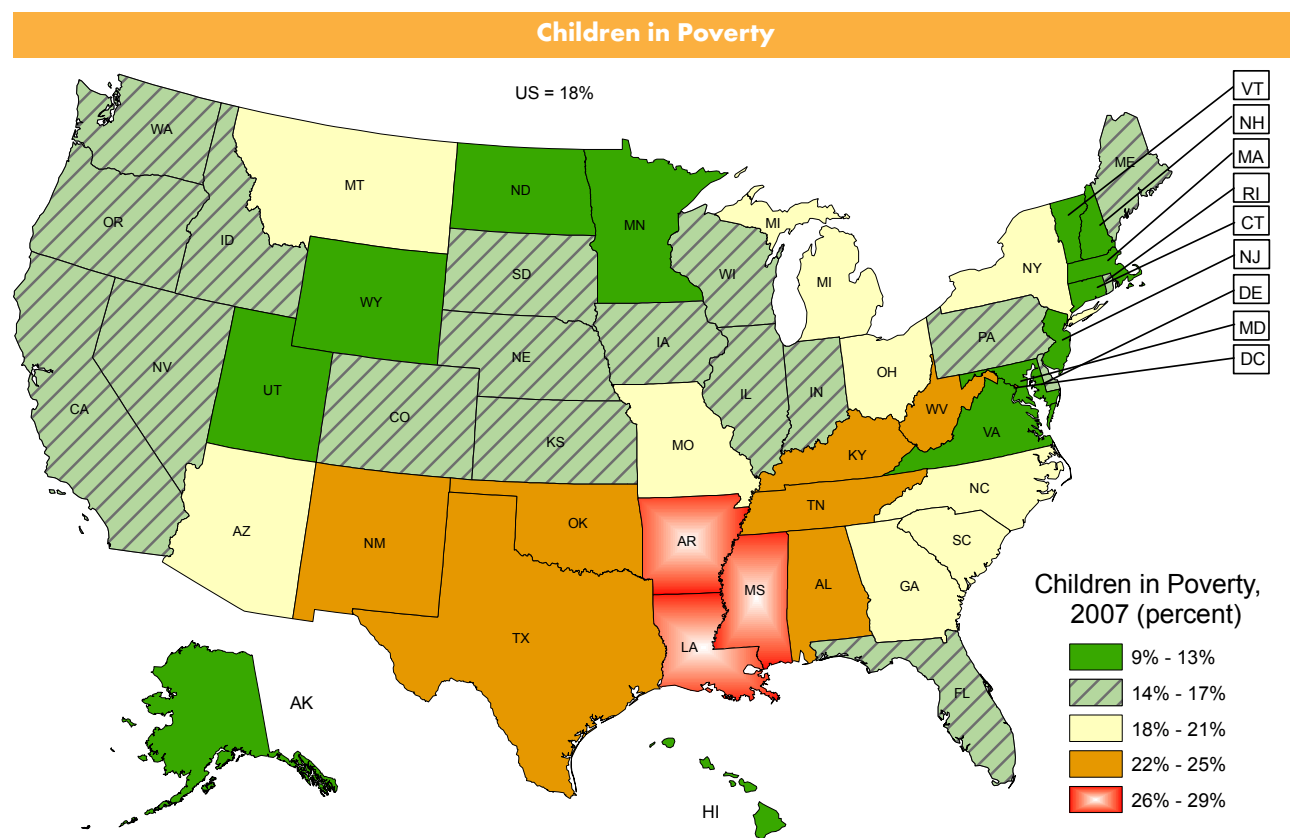 Children in Poverty
US = 18%
VT
NH
MA
RI
CT
NJ
DE
MD
DC
WA
ME
MT
ND
MN
OR
MI
ID
SD
WI
NY
MI
WY
IA
PA
NE
NV
OH
UT
IL
IN
CA
CO
WV
KS
MO
KY
VA
NC
TN
OK
AZ
NM
AR
SC
MS
AL
GA
TX
LA
FL
AK
HI
Children in Poverty,
2007 (percent)
9% - 13%
14% - 17%
18% - 21%
22% - 25%
26% - 29%